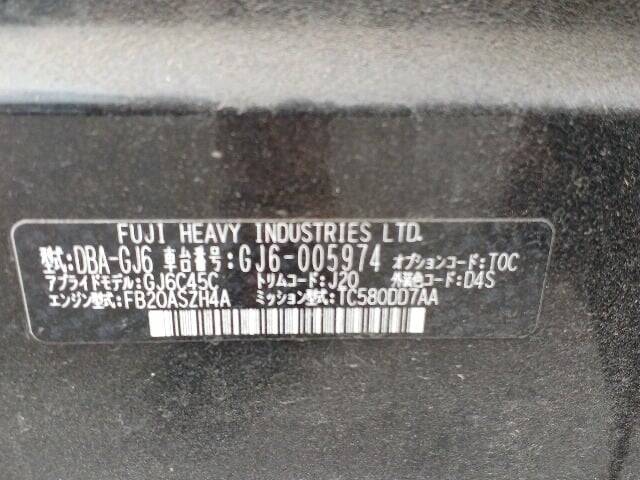 FUJI HEAVY INDUSTRIES LTD.
型式:DBA-GJ6 車台番号:GJ6-005974 オプションコード:TOC
アプライドモデル:GJ6C45C トリムコード:J20 外装色コード:D4S
エンジン型式:FB20ASZH4A ミッション型式:TC580DD7AA